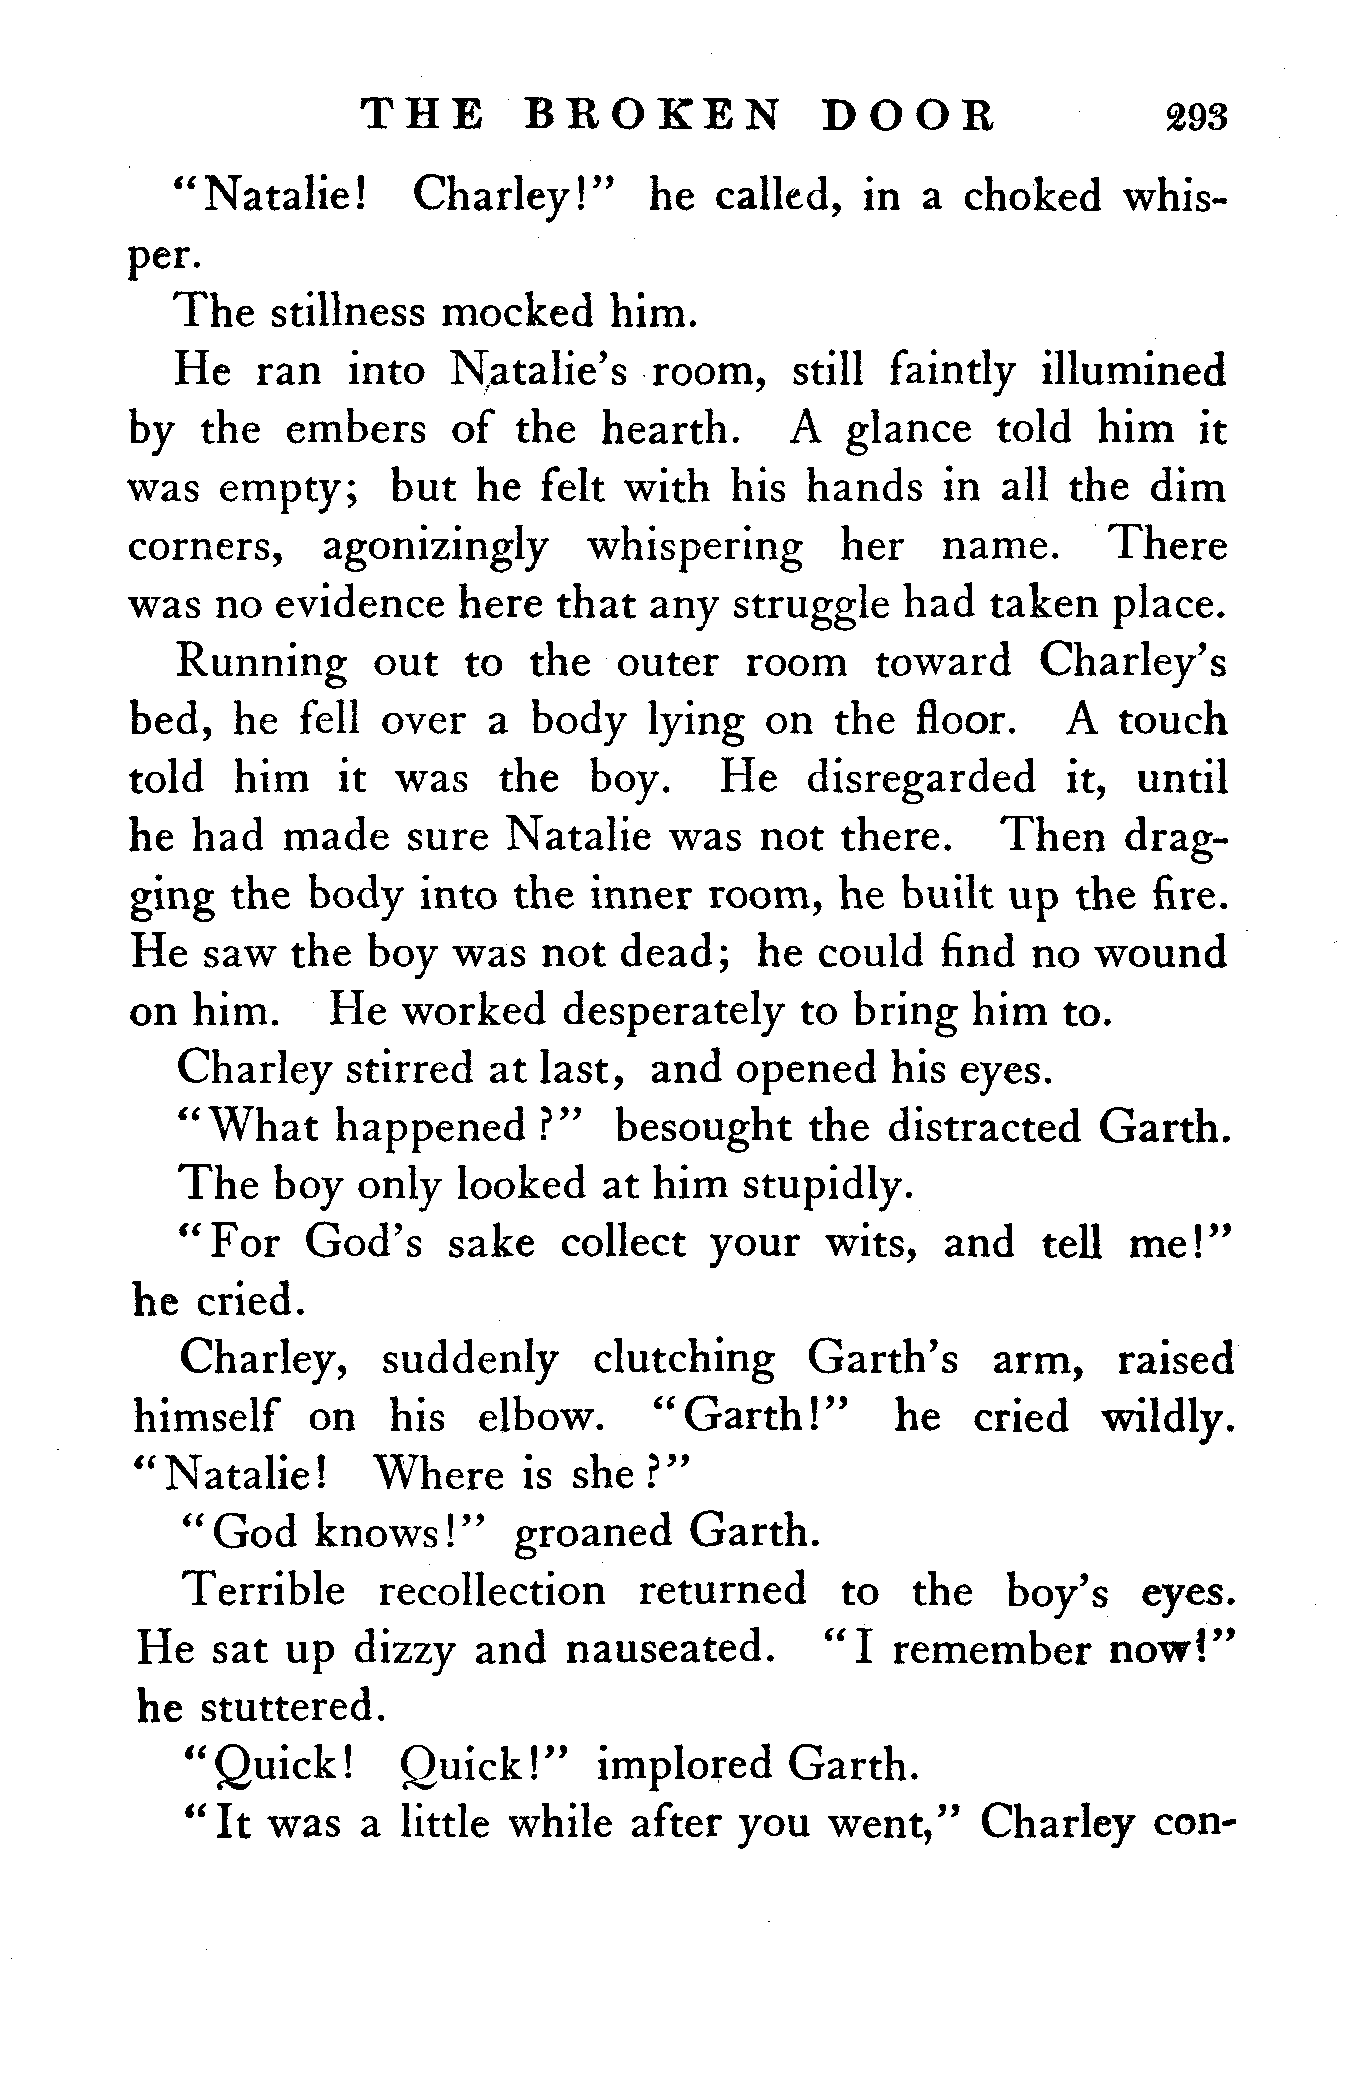 THE BROKEN DOOR 293
"Natalie! Charley!" he called, in a choked whis-
per.
The stillness mocked him.
He ran into Natalie's room, still faintly illumined
by the embers of the hearth. A glance told him it
was empty; but he felt with his hands in all the dim
corners, agonizingly whispering her name. There
was no evidence here that any struggle had taken place.
Running out to the outer room toward Charley's
bed, he fell over a body lying on the floor. A touch
told him it was the boy. He disregarded it, until
he had made sure Natalie was not there. Then drag-
ging the body into the inner room, he built up the fire.
He saw the boy was not dead; he could find no wound
on him. He worked desperately to bring him to.
Charley stirred at last, and opened his eyes.
"What happened?" besought the distracted Garth.
The boy only looked at him stupidly.
"For God's sake collect your wits, and tell me!"
he cried.
Charley, suddenly clutching Garth's arm, raised
himself on his elbow. "Garth!" he cried wildly.
"Natalie! Where is she?"
"God knows!" groaned Garth.
Terrible recollection returned to the boy's eyes.
He sat up dizzy and nauseated. "I remember now!"
he stuttered.
"Quick! Quick!" implored Garth.
"It was a little while after you went," Charley con-